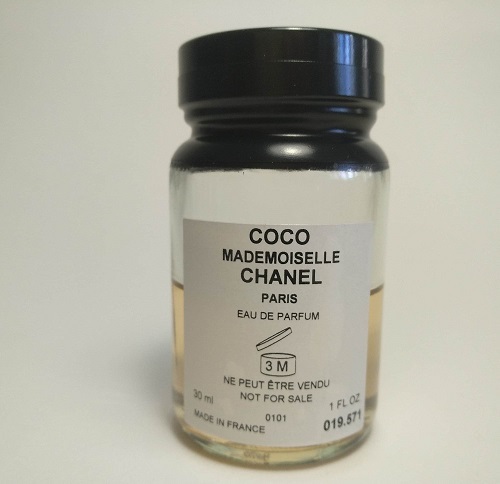 COCO
MADEMOISELLE
CHANEL
PARIS
EAU DE PARFUM
3 M
NE PEUT ÊTRE VENDU
NOT FOR SALE
30 ml 1 FL.OZ.
MADE IN FRANCE 0101 019.571